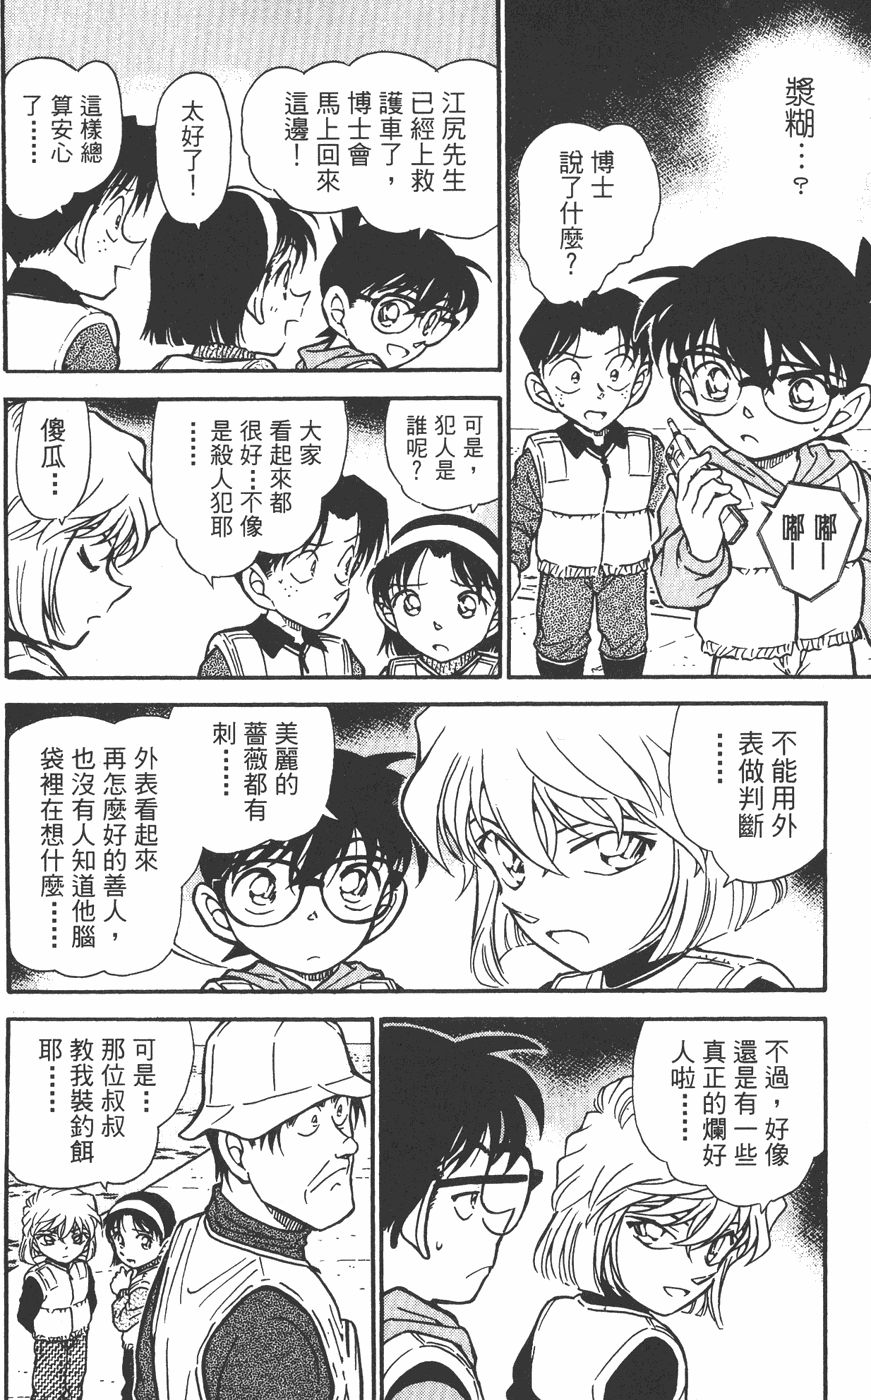 漿糊…?
博士
說了什麼?
嘟—
嘟—
江尻先生
已經上救
護車了，
博士會
馬上回來
這邊！
太好了！
這樣總
算安心
了……
可是，
犯人是
誰呢？
大家
看起來都
很好…不像
是殺人犯耶
……
傻瓜…
不能用外
表做判斷
……
美麗的
薔薇都有
刺……
外表看起來
再怎麼好的善人，
也沒有人知道他腦
袋裡在想什麼……
不過，好像
還是有一些
真正的爛好
人啦……
可是…
那位叔叔
教我裝釣餌
耶……